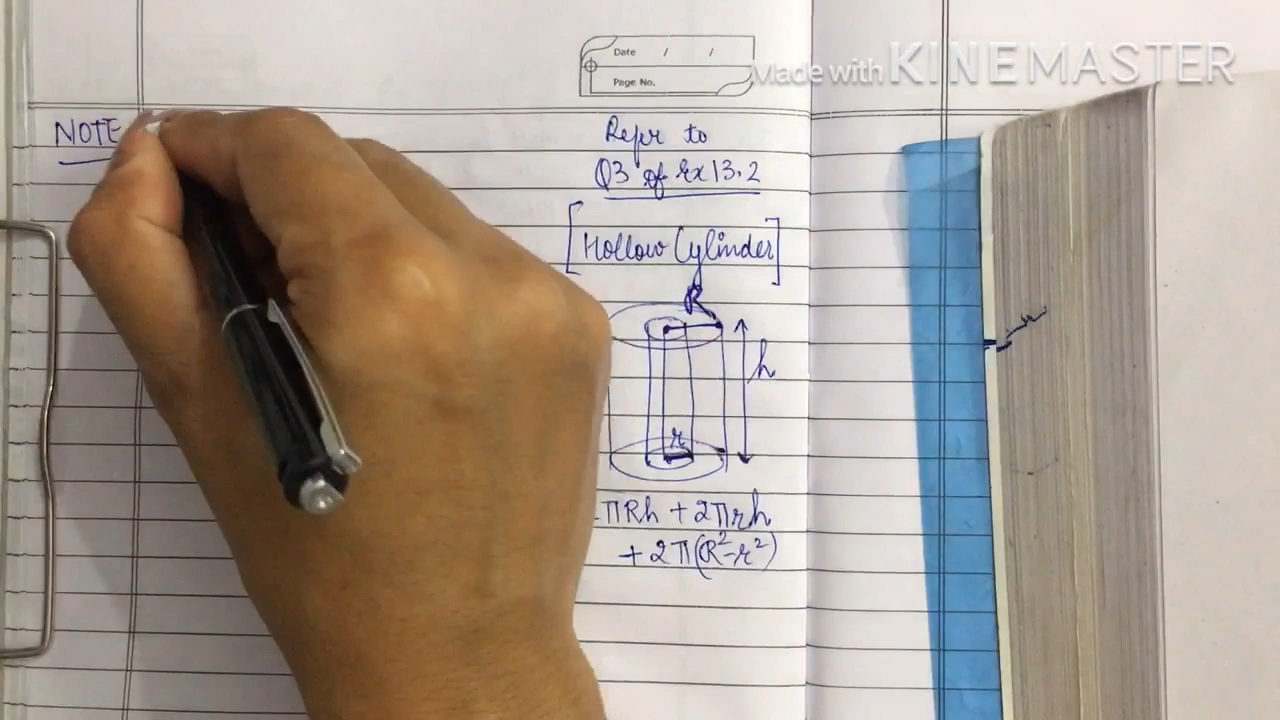 Date / /
Page No.
Made with KINEMASTER
NOTE
Refer to
Q3 of Ex 13.2
[Hollow Cylinder]
R
h
r
πRh + 2πrh
+ 2π(R²-r²)